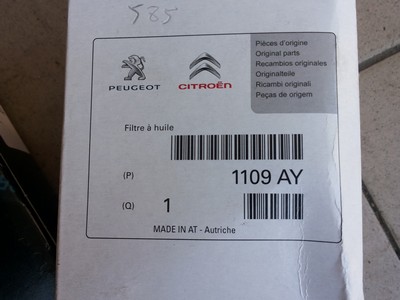 585
Pièces d'origine
Original parts
Recambios originales
Originalteile
Ricambi originali
Peças de origem
PEUGEOT CITROËN
Filtre à huile
(P) 1109 AY
(Q) 1
MADE IN AT - Autriche